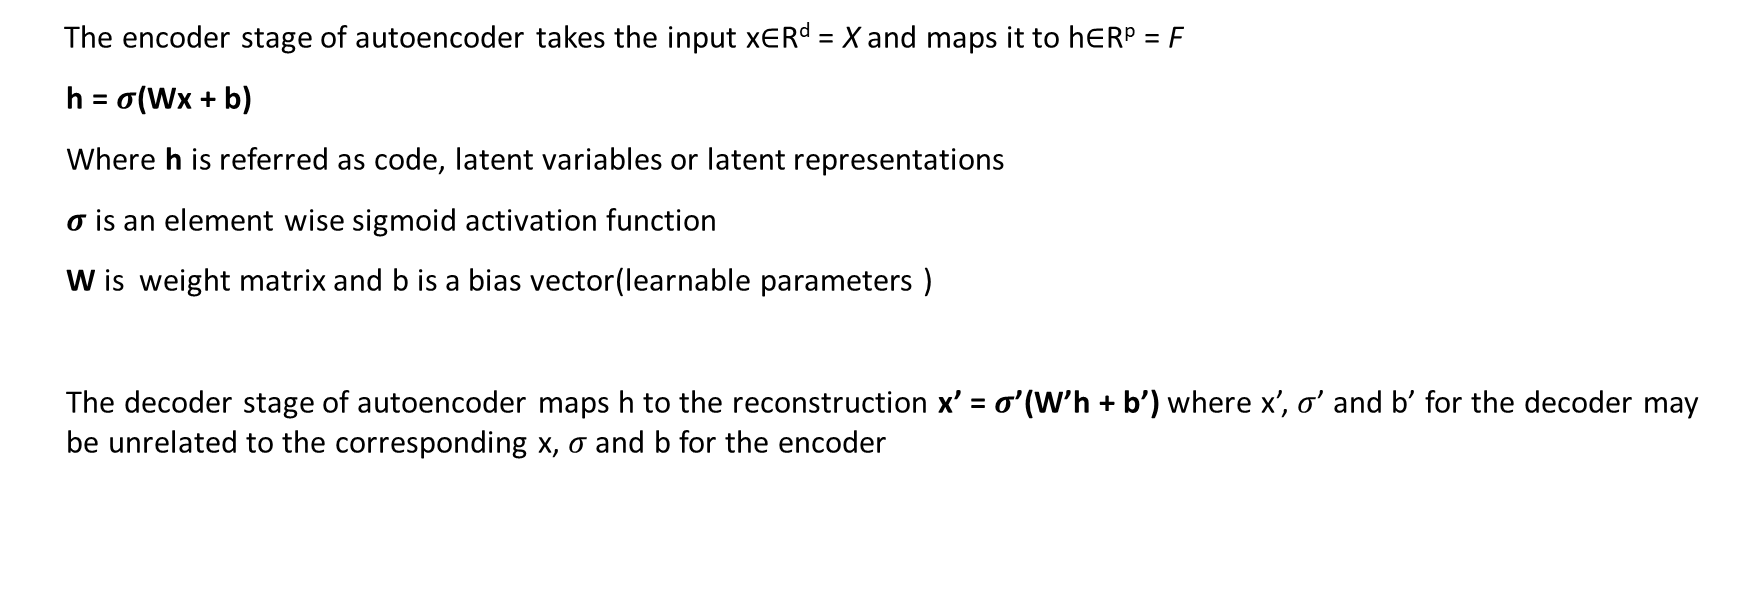 The encoder stage of autoencoder takes the input x∈Rᵈ = X and maps it to h∈Rᵖ = F
h = σ(Wx + b)
Where h is referred as code, latent variables or latent representations
σ is an element wise sigmoid activation function
W is weight matrix and b is a bias vector(learnable parameters )
The decoder stage of autoencoder maps h to the reconstruction x’ = σ’(W’h + b’) where x’, σ’ and b’ for the decoder may
be unrelated to the corresponding x, σ and b for the encoder